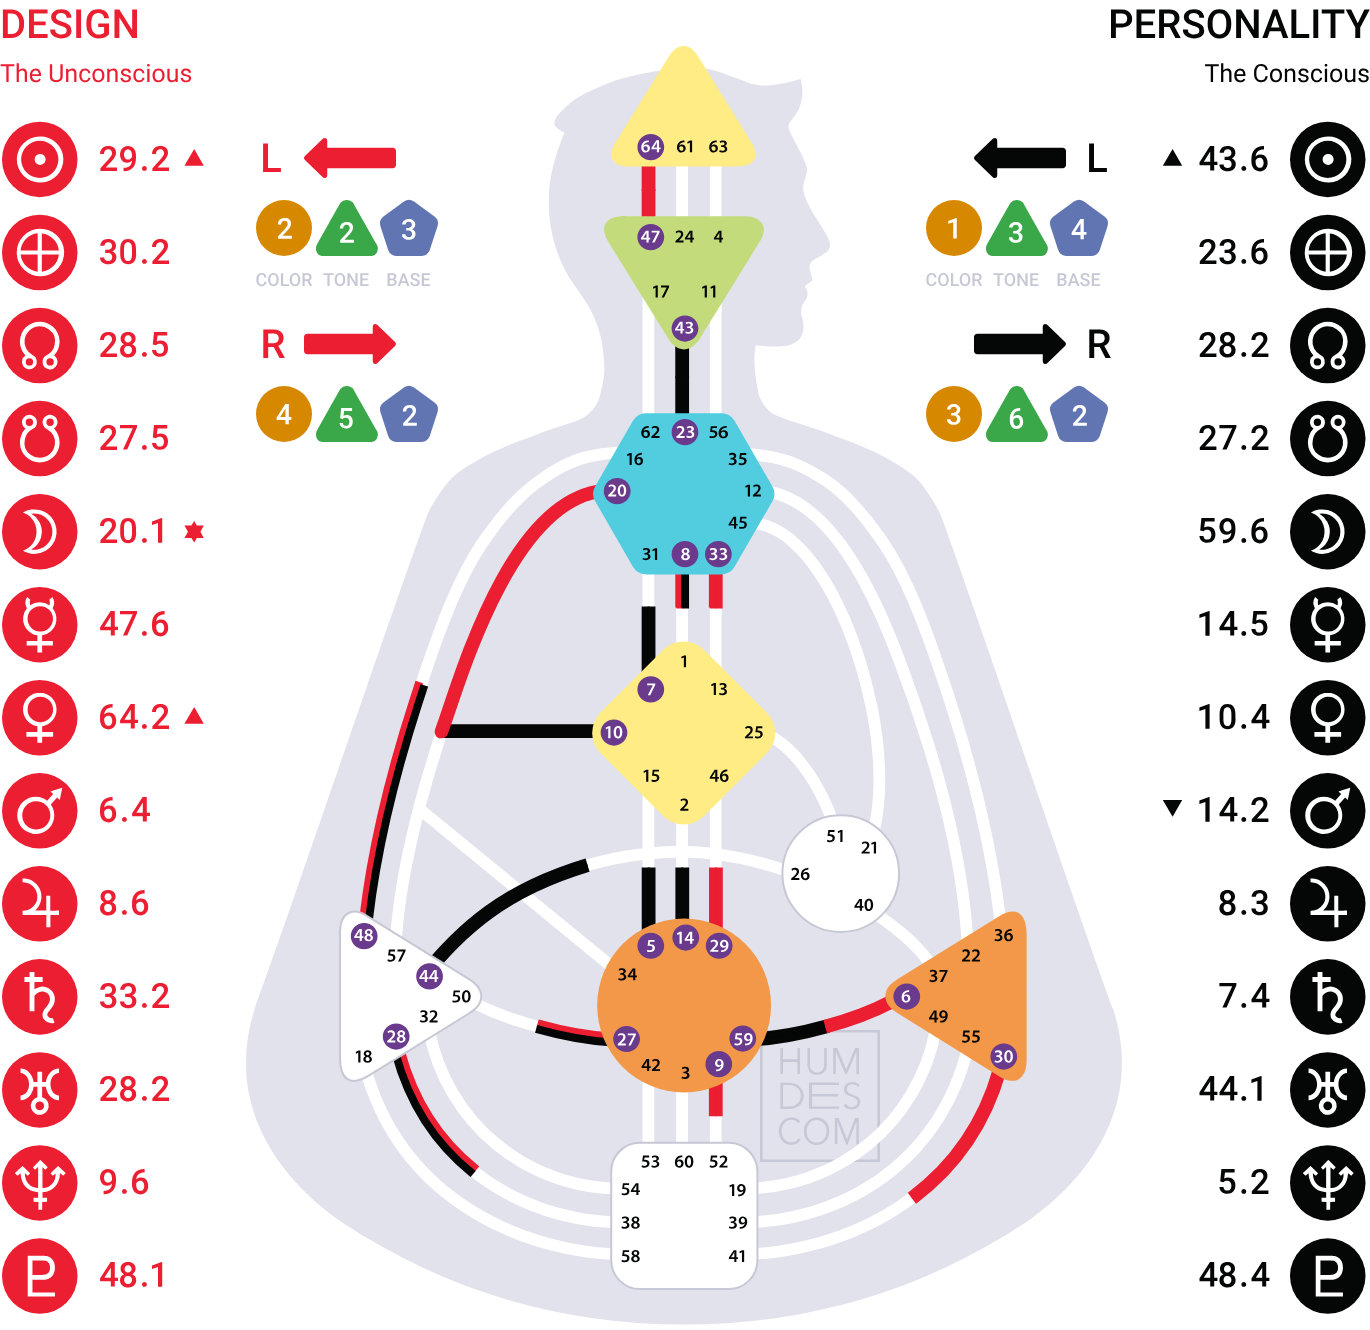 DESIGN
The Unconscious
29.2 ▲
30.2
28.5
27.5
20.1 ✶
47.6
64.2 ▲
6.4
8.6
33.2
28.2
9.6
48.1
L
2 2 3
COLOR TONE BASE
R
4 5 2
64 61 63
47 24 4
17 11
43
62 23 56
16 35
20 12
45
31 8 33
1
7 13
10 25
15 46
2
51 21
26
40
48
57
44
50
32
28
18
5 14 29
34
27 59
42 3 9
36
22
37
6
49
55
30
53 60 52
54 19
38 39
58 41
HUM
DES
COM
PERSONALITY
The Conscious
L
1 3 4
COLOR TONE BASE
R
3 6 2
▲ 43.6
23.6
28.2
27.2
59.6
14.5
10.4
▼ 14.2
8.3
7.4
44.1
5.2
48.4